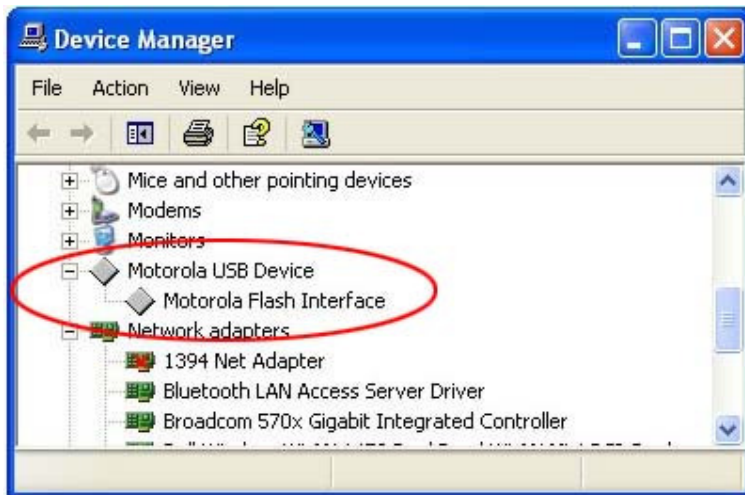 Device Manager
File Action View Help
Mice and other pointing devices
Modems
Monitors
Motorola USB Device
Motorola Flash Interface
Network adapters
1394 Net Adapter
Bluetooth LAN Access Server Driver
Broadcom 570x Gigabit Integrated Controller